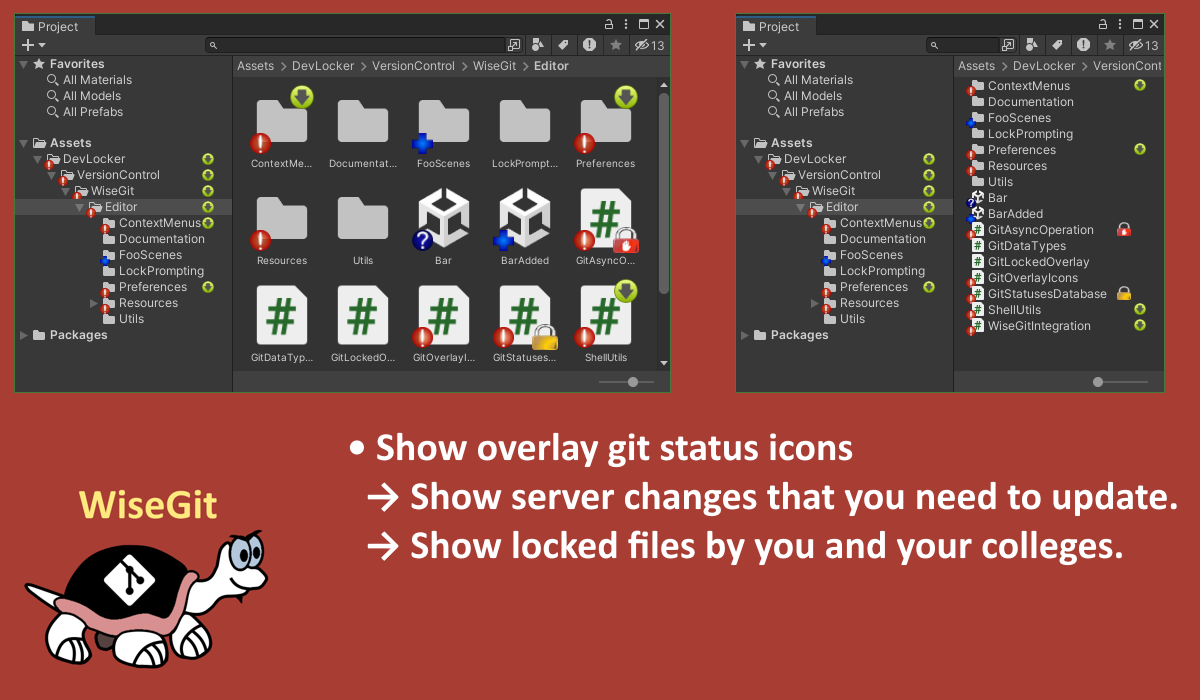 Project
13
Favorites
All Materials
All Models
All Prefabs
Assets
DevLocker
VersionControl
WiseGit
Editor
ContextMenus
Documentation
FooScenes
LockPrompting
Preferences
Resources
Utils
Packages
Assets > DevLocker > VersionControl > WiseGit > Editor
ContextMe... Documentat... FooScenes LockPrompt... Preferences
Resources Utils Bar BarAdded GitAsyncO...
GitDataTyp... GitLockedO... GitOverlayI... GitStatuses... ShellUtils
Project
13
Favorites
All Materials
All Models
All Prefabs
Assets
DevLocker
VersionControl
WiseGit
Editor
ContextMenus
Documentation
FooScenes
LockPrompting
Preferences
Resources
Utils
Packages
Assets > DevLocker > VersionCont
ContextMenus
Documentation
FooScenes
LockPrompting
Preferences
Resources
Utils
Bar
BarAdded
GitAsyncOperation
GitDataTypes
GitLockedOverlay
GitOverlayIcons
GitStatusesDatabase
ShellUtils
WiseGitIntegration
• Show overlay git status icons
→ Show server changes that you need to update.
→ Show locked files by you and your colleges.
WiseGit